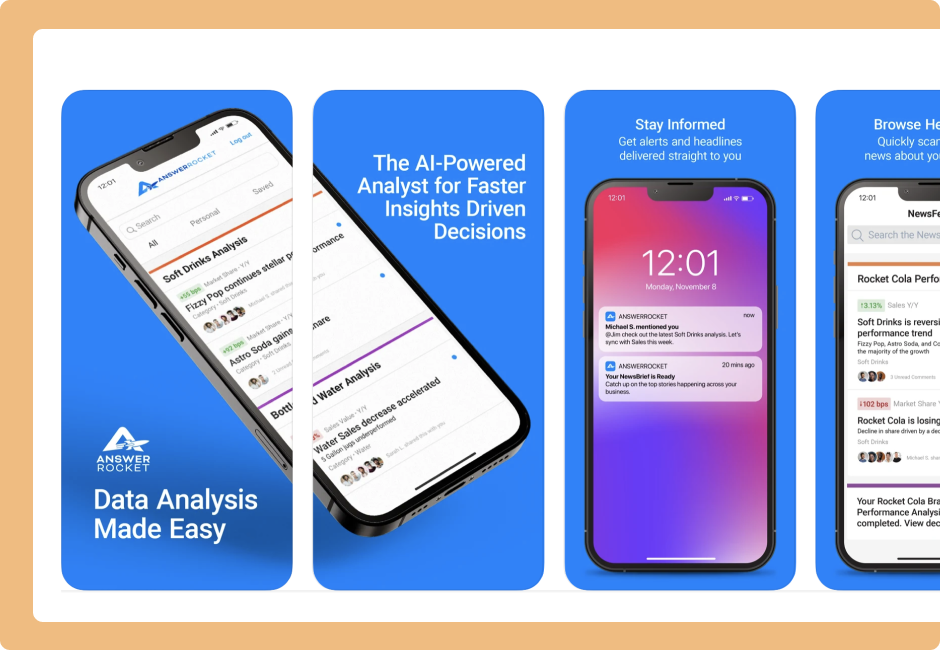 12:01
ANSWERROCKET
Log out
Search
All
Personal
Saved
Soft Drinks Analysis
+55 bps Market Share · Y/Y
Fizzy Pop continues stellar performance
Category · Soft Drinks
Michael S. shared this with you
+92 bps Market Share · Y/Y
Astro Soda gains share
Category · Soft Drinks
Bottled Water Analysis
Sales Value · Y/Y
Water Sales decrease accelerated
5 Gallon jugs underperformed
Category · Water
Sarah L. shared this with you
ANSWER
ROCKET
Data Analysis
Made Easy
The AI-Powered
Analyst for Faster
Insights Driven
Decisions
Stay Informed
Get alerts and headlines
delivered straight to you
12:01
12:01
Monday, November 8
ANSWERROCKET now
Michael S. mentioned you
@Jim check out the latest Soft Drinks analysis. Let's
sync with Sales this week.
ANSWERROCKET 20 mins ago
Your NewsBrief is Ready
Catch up on the top stories happening across your
business.
Browse He
Quickly scan
news about you
12:01
NewsFe
Search the News
Rocket Cola Perfo
↑3.13% Sales Y/Y
Soft Drinks is reversi
performance trend
Fizzy Pop, Astro Soda, and Co
the majority of the growth
Soft Drinks
3 Unread Comments
↓102 bps Market Share Y
Rocket Cola is losing
Decline in share driven by a dec
Soft Drinks
Michael S. shar
Your Rocket Cola Bra
Performance Analysi
completed. View dec